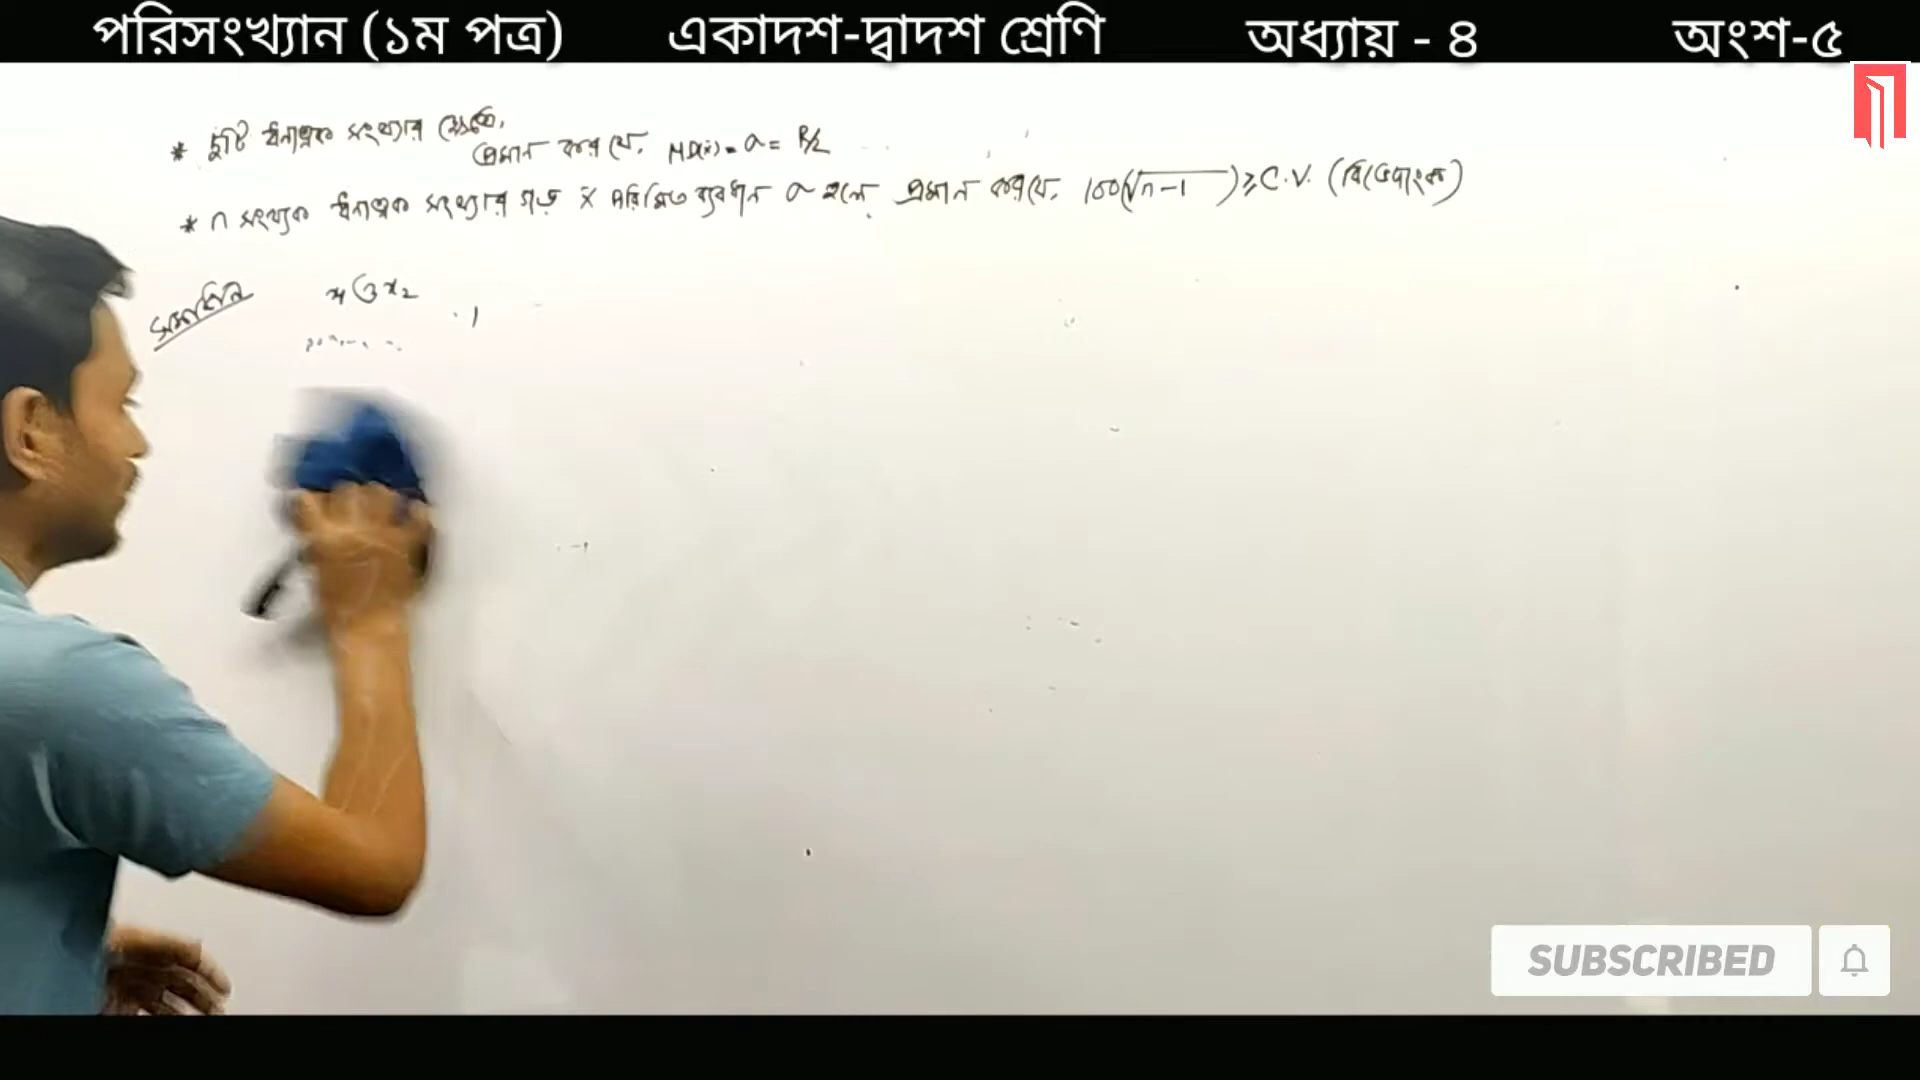 পরিসংখ্যান (১ম পত্র) একাদশ-দ্বাদশ শ্রেণি অধ্যায় - ৪ অংশ-৫
* দুটি ধনাত্মক সংখ্যার ক্ষেত্রে,
প্রমান কর যে, MD(x̄) = σ = R/2
* n সংখ্যক ধনাত্মক সংখ্যার গড় x̄ পরিমিত ব্যবধান σ হলে, প্রমান কর যে, 100(√n-1) ≥ C.V. (বিভেদাংক)
সমাধান x₁ ও x₂
SUBSCRIBED